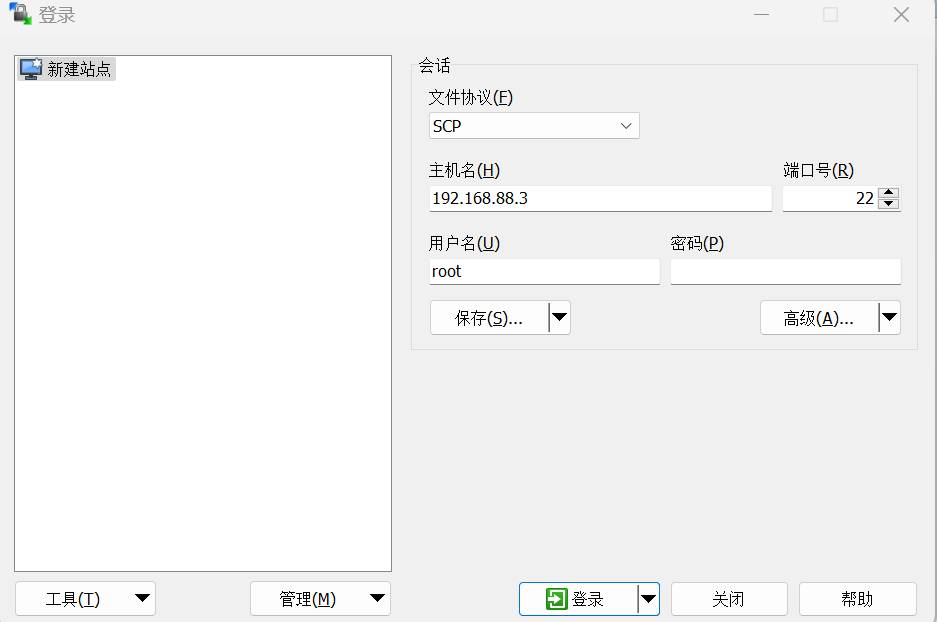 登录
新建站点
会话
文件协议(F)
SCP
主机名(H)
端口号(R)
192.168.88.3
22
用户名(U)
密码(P)
root
保存(S)...
高级(A)...
工具(T)
管理(M)
登录
关闭
帮助